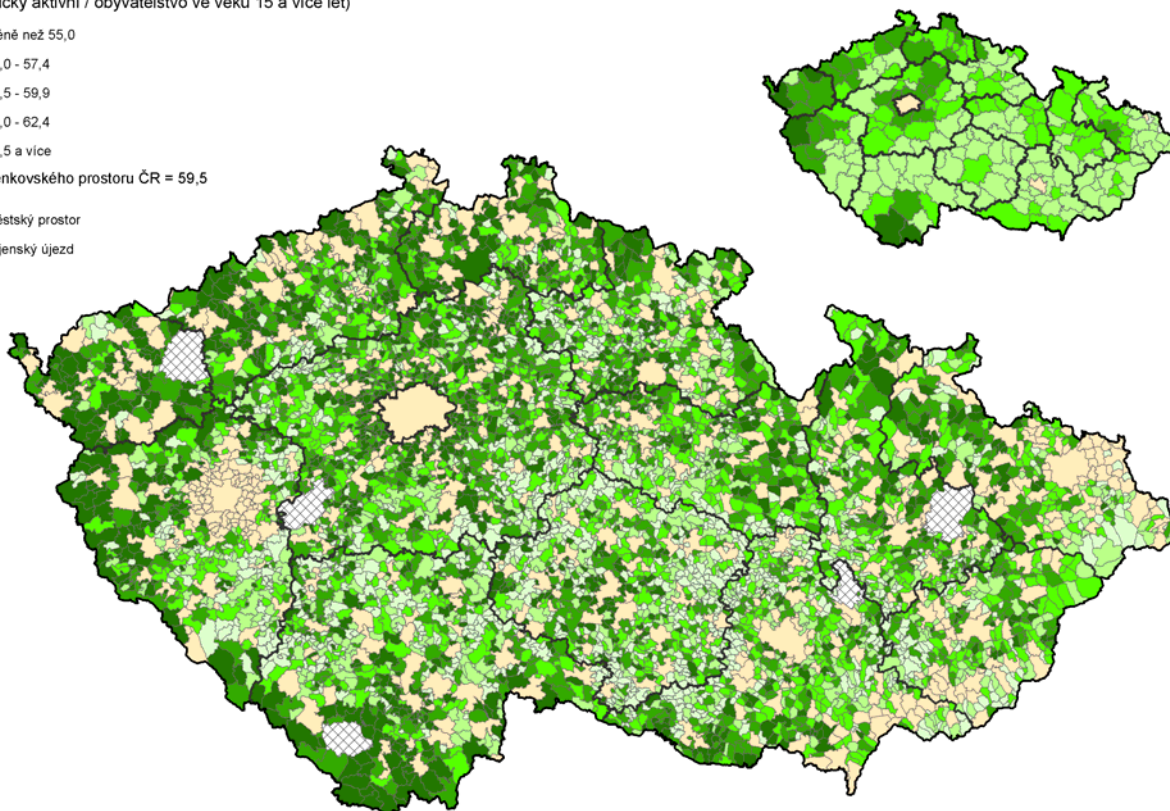 icky aktivní / obyvatelstvo ve věku 15 a více let)
éně než 55,0
,0 - 57,4
,5 - 59,9
,0 - 62,4
,5 a více
enkovského prostoru ČR = 59,5
ěstský prostor
jenský újezd